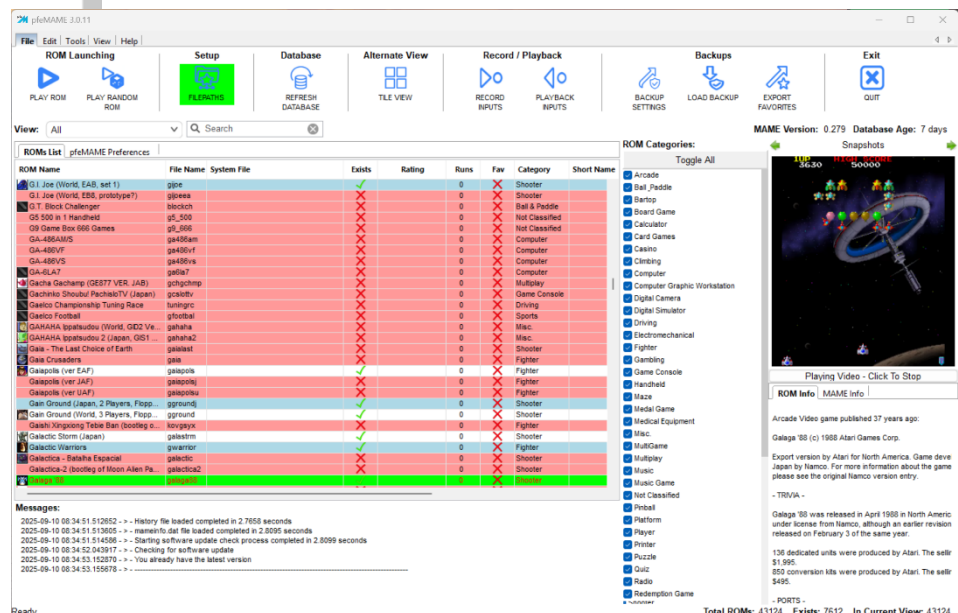 pfeMAME 3.0.11
File Edit Tools View Help
ROM Launching Setup Database Alternate View Record / Playback Backups Exit
PLAY ROM PLAY RANDOM ROM FILEPATHS REFRESH DATABASE TILE VIEW RECORD INPUTS PLAYBACK INPUTS BACKUP SETTINGS LOAD BACKUP EXPORT FAVORITES QUIT
View: All Search MAME Version: 0.279 Database Age: 7 days
ROMs List pfeMAME Preferences
ROM Name File Name System File Exists Rating Runs Fav Category Short Name
G.I. Joe (World, EAB, set 1) gijoe 0 Shooter
G.I. Joe (World, EB8, prototype?) gijoeea 0 Shooter
G.T. Block Challenger blockch 0 Ball & Paddle
G5 500 in 1 Handheld g5_500 0 Not Classified
G9 Game Box 666 Games g9_666 0 Not Classified
GA-486AM/S ga486am 0 Computer
GA-486VF ga486vf 0 Computer
GA-486VS ga486vs 0 Computer
GA-6LA7 ga6la7 0 Computer
Gacha Gachamp (GE877 VER. JAB) gchgchmp 0 Multiplay
Gachinko Shoubu! PachisloTV (Japan) gcslottv 0 Game Console
Gaelco Championship Tuning Race tuningrc 0 Driving
Gaelco Football gfootbal 0 Sports
GAHAHA Ippatsudou (World, GID2 Ve... gahaha 0 Misc.
GAHAHA Ippatsudou 2 (Japan, GIS1 ... gahaha2 0 Misc.
Gaia - The Last Choice of Earth gaialast 0 Shooter
Gaia Crusaders gaia 0 Fighter
Gaiapolis (ver EAF) gaiapols 0 Fighter
Gaiapolis (ver JAF) gaiapolsj 0 Fighter
Gaiapolis (ver UAF) gaiapolsu 0 Fighter
Gain Ground (Japan, 2 Players, Flopp... ggroundj 0 Shooter
Gain Ground (World, 3 Players, Flopp... gground 0 Shooter
Gaishi Xingxiong Tebie Ban (bootleg o... kovgsyx 0 Fighter
Galactic Storm (Japan) galastrm 0 Shooter
Galactic Warriors gwarrior 0 Fighter
Galactica - Batalha Espacial galactic 0 Shooter
Galactica-2 (bootleg of Moon Alien Pa... galactica2 0 Shooter
Galaga '88 galaga88 0 Shooter
Messages:
2025-09-10 08:34:51.512652 - > - History file loaded completed in 2.7658 seconds
2025-09-10 08:34:51.513605 - > - mameinfo.dat file loaded completed in 2.8095 seconds
2025-09-10 08:34:51.514586 - > - Starting software update check process completed in 2.8099 seconds
2025-09-10 08:34:52.043917 - > - Checking for software update
2025-09-10 08:34:53.152870 - > - You already have the latest version
2025-09-10 08:34:53.155678 - > -
ROM Categories:
Toggle All
Arcade
Ball_Paddle
Bartop
Board Game
Calculator
Card Games
Casino
Climbing
Computer
Computer Graphic Workstation
Digital Camera
Digital Simulator
Driving
Electromechanical
Fighter
Gambling
Game Console
Handheld
Maze
Medal Game
Medical Equipment
Misc.
MultiGame
Multiplay
Music
Music Game
Not Classified
Pinball
Platform
Player
Printer
Puzzle
Quiz
Radio
Redemption Game
Shooter
Snapshots
1UP HIGH SCORE
3630 50000
Playing Video - Click To Stop
ROM Info MAME Info
Arcade Video game published 37 years ago:
Galaga '88 (c) 1988 Atari Games Corp.
Export version by Atari for North America. Game deve
Japan by Namco. For more information about the game
please see the original Namco version entry.
- TRIVIA -
Galaga '88 was released in April 1988 in North Americ
under license from Namco, although an earlier revision
released on February 3 of the same year.
136 dedicated units were produced by Atari. The sellir
$1,995.
850 conversion kits were produced by Atari. The sellir
$495.
- PORTS -
Ready Total ROMs: 43124 Exists: 7612 In Current View: 43124